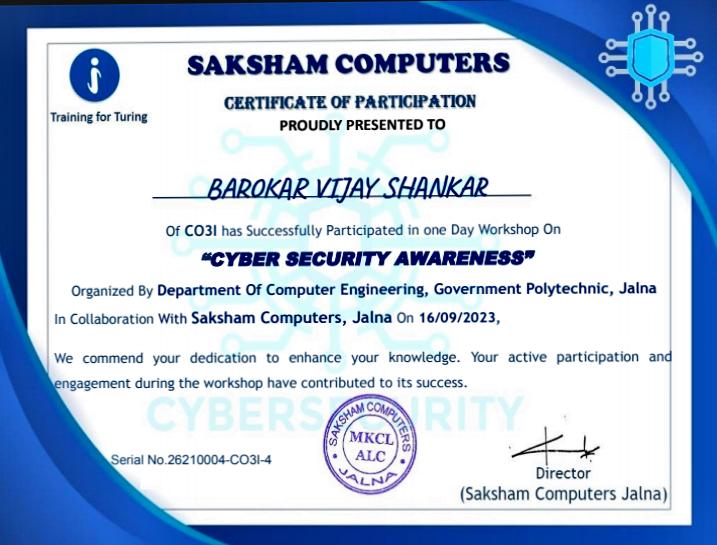 SAKSHAM COMPUTERS
Training for Turing
CERTIFICATE OF PARTICIPATION
PROUDLY PRESENTED TO
BAROKAR VIJAY SHANKAR
Of CO3I has Successfully Participated in one Day Workshop On
“CYBER SECURITY AWARENESS”
Organized By Department Of Computer Engineering, Government Polytechnic, Jalna
In Collaboration With Saksham Computers, Jalna On 16/09/2023,
We commend your dedication to enhance your knowledge. Your active participation and
engagement during the workshop have contributed to its success.
CYBERSECURITY
SAKSHAM COMPUTERS
MKCL
ALC
JALNA
Serial No.26210004-CO3I-4
Director
(Saksham Computers Jalna)